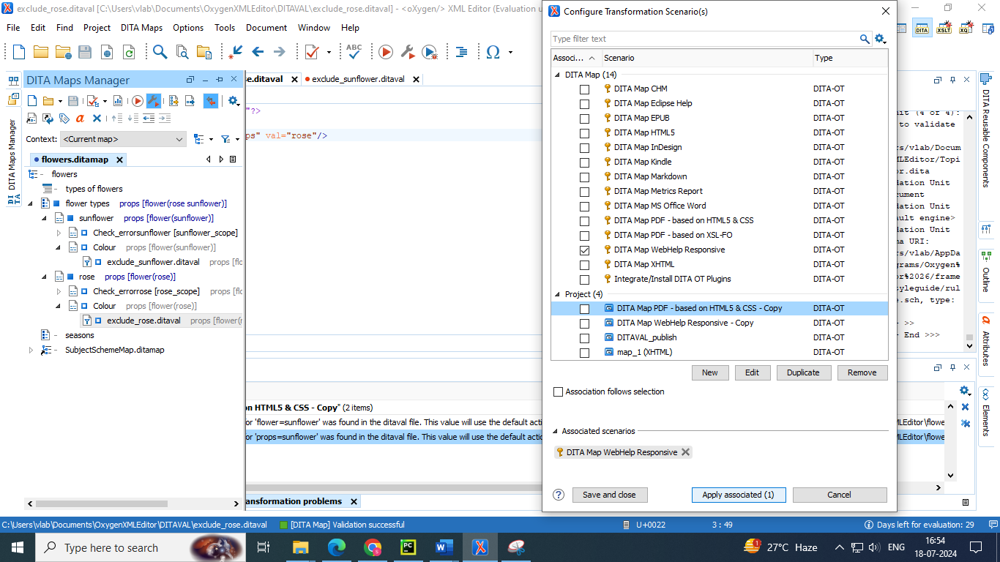 exclude_rose.ditaval [C:\Users\vlab\Documents\OxygenXMLEditor\DITAVAL\exclude_rose.ditaval] - <oXygen/> XML Editor (Evaluation u
File Edit Find Project DITA Maps Options Tools Document Window Help
DITA Maps Manager
Context: <Current map>
flowers.ditamap
flowers
types of flowers
flower types props [flower(rose sunflower)]
sunflower props [flower(sunflower)]
Check_errorsunflower [sunflower_scope]
Colour props [flower(sunflower)]
exclude_sunflower.ditaval props [flo
rose props [flower(rose)]
Check_errorrose [rose_scope] props [flo
Colour props [flower(rose)]
exclude_rose.ditaval props [flower(r
seasons
SubjectSchemeMap.ditamap
DITA Maps Manager
se.ditaval
exclude_sunflower.ditaval
"?>
ps" val="rose"/>
on HTML5 & CSS - Copy" (2 items)
or 'flower=sunflower' was found in the ditaval file. This value will use the default acti
or 'props=sunflower' was found in the ditaval file. This value will use the default actio
ansformation problems
Configure Transformation Scenario(s)
Type filter text
Associ... Scenario Type
DITA Map (14)
DITA Map CHM DITA-OT
DITA Map Eclipse Help DITA-OT
DITA Map EPUB DITA-OT
DITA Map HTML5 DITA-OT
DITA Map InDesign DITA-OT
DITA Map Kindle DITA-OT
DITA Map Markdown DITA-OT
DITA Map Metrics Report DITA-OT
DITA Map MS Office Word DITA-OT
DITA Map PDF - based on HTML5 & CSS DITA-OT
DITA Map PDF - based on XSL-FO DITA-OT
DITA Map WebHelp Responsive DITA-OT
DITA Map XHTML DITA-OT
Integrate/Install DITA OT Plugins DITA-OT
Project (4)
DITA Map PDF - based on HTML5 & CSS - Copy DITA-OT
DITA Map WebHelp Responsive - Copy DITA-OT
DITAVAL_publish DITA-OT
map_1 (XHTML) DITA-OT
New Edit Duplicate Remove
Association follows selection
Associated scenarios
DITA Map WebHelp Responsive
Save and close Apply associated (1) Cancel
DITA XSLT XQ
nit (4 of 4):
to validate
rs/vlab/Docum
MLEditor/Topi
or.dita
dation Unit
ocument
dation Unit
ault engine>
dation Unit
ma URI:
rs/vlab/AppDa
grams/Oxygen%
or%2026/frame
tyleguide/rul
e.sch, type:
>>
End >>>
MLEditor\flowe
MLEditor\flowe
DITA Reusable Components
Outline
Attributes
Elements
C:\Users\vlab\Documents\OxygenXMLEditor\DITAVAL\exclude_rose.ditaval [DITA Map] Validation successful U+0022 3 : 49 Days left for evaluation: 29
Type here to search
27°C Haze
ENG
16:54
18-07-2024